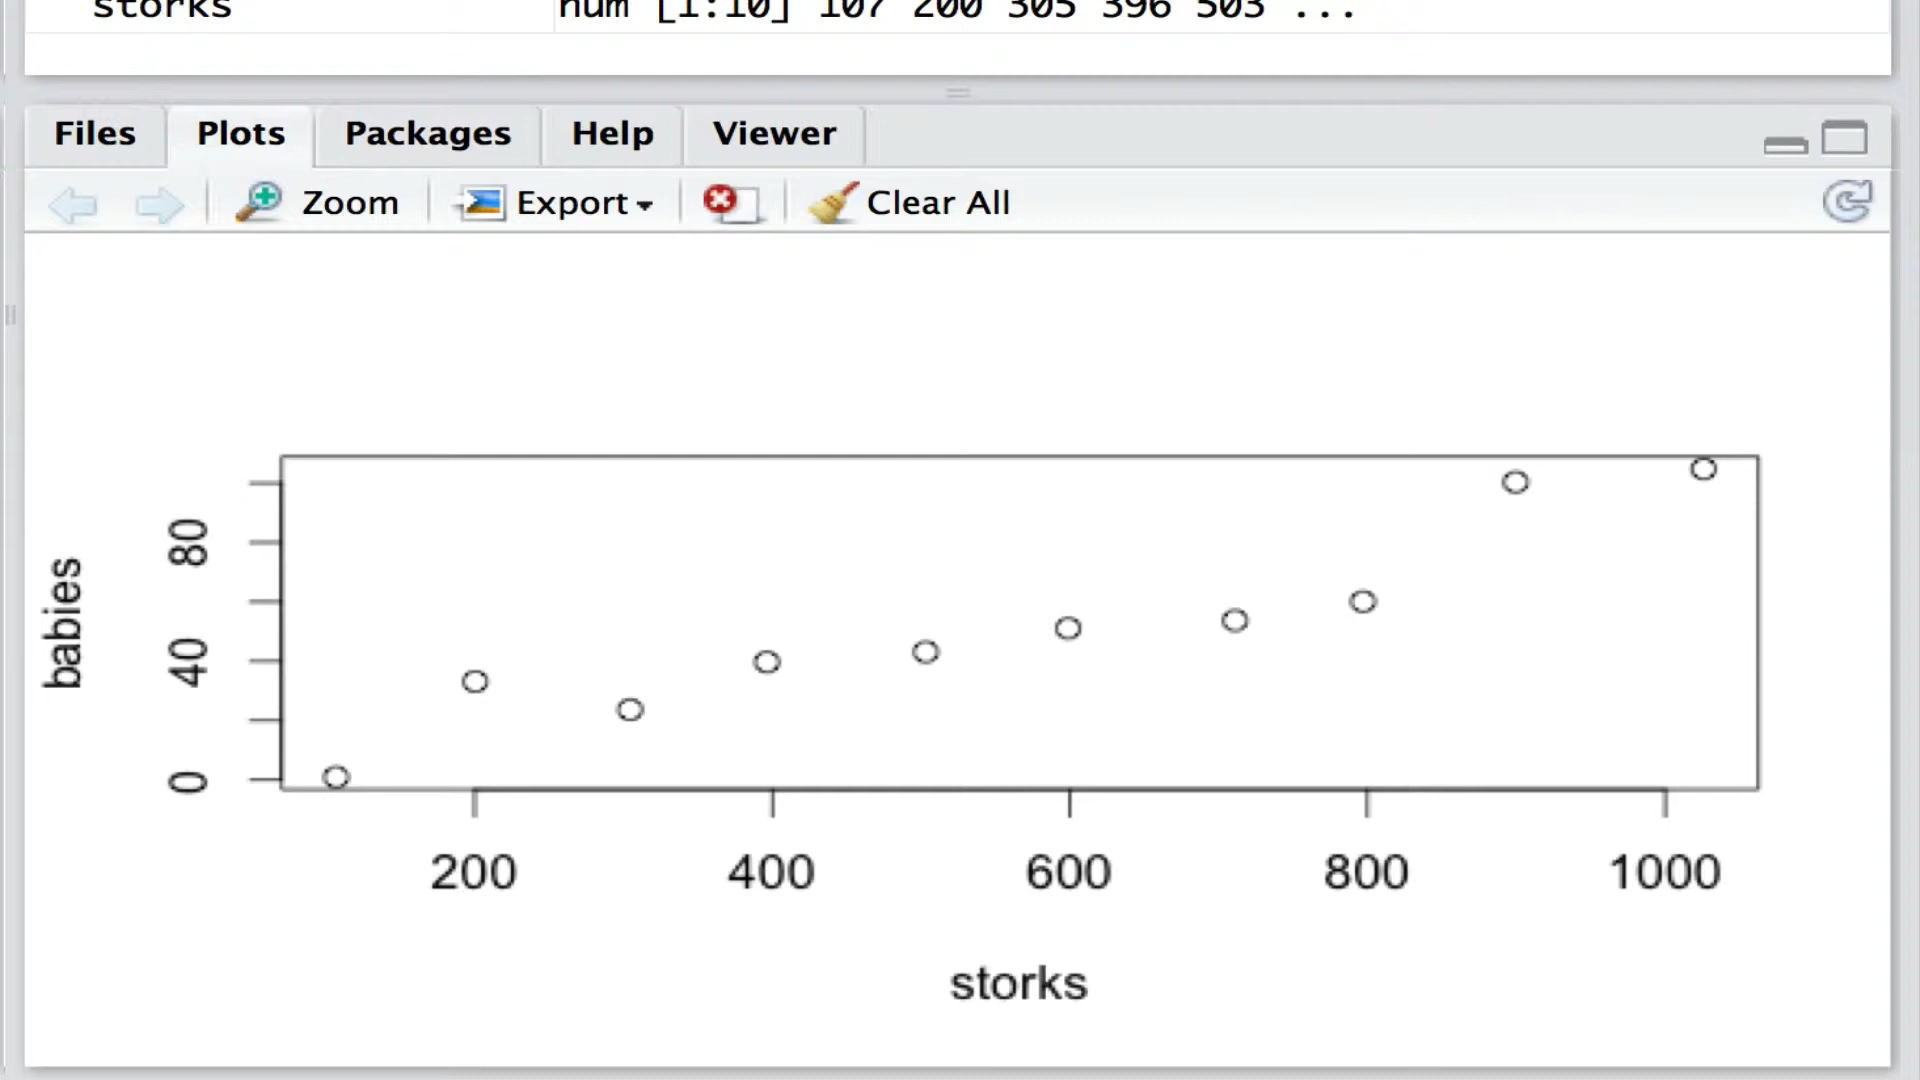 storks num [1:10] 107 200 305 396 503 ...
Files Plots Packages Help Viewer
Zoom Export Clear All
80
40
0
babies
200 400 600 800 1000
storks